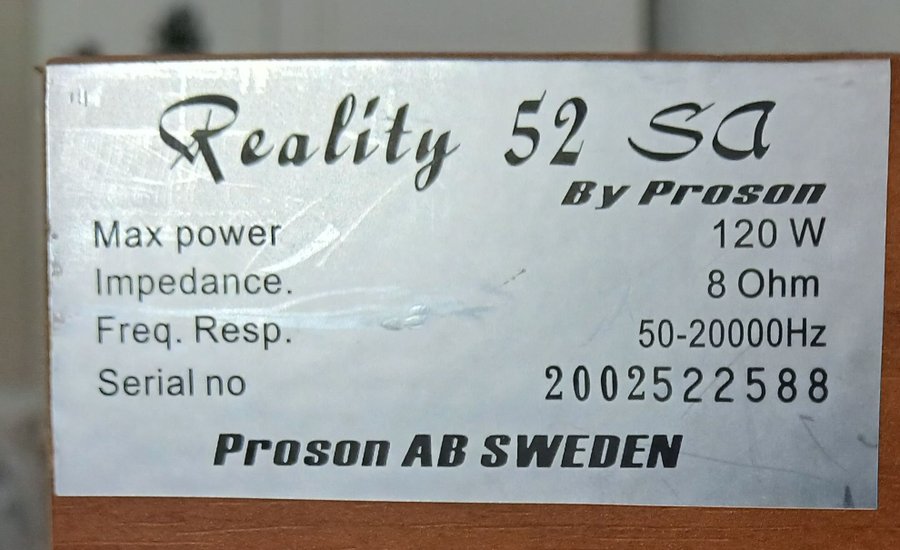 Reality 52 SA
By Proson
Max power 120 W
Impedance. 8 Ohm
Freq. Resp. 50-20000Hz
Serial no 2002522588
Proson AB SWEDEN